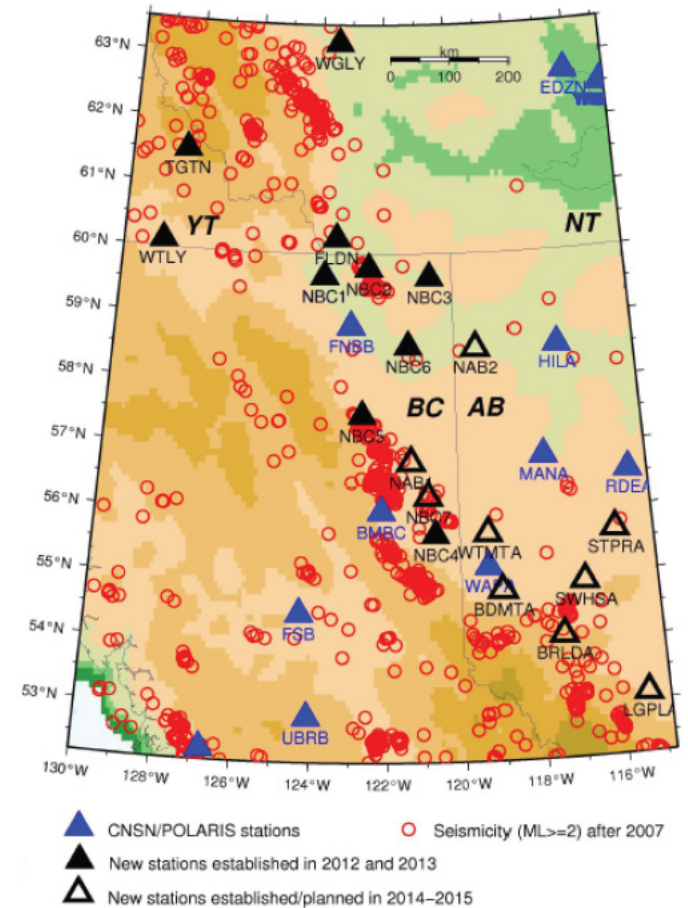 63°N
WGLY
km
0 100 200
EDZN
62°N
TGTN
61°N
YT
NT
60°N
WTLY
FLDN
NBC1
NBC2
NBC3
59°N
FNBB
NBC6
NAB2
HILA
58°N
BC
AB
57°N
NBC5
MANA
RDEA
NAB1
56°N
NBC7
BMBC
NBC4
WTMTA
STPRA
55°N
WAPA
BDMTA
SWHSA
FSB
54°N
BRLDA
53°N
LGPLA
UBRB
130°W
128°W
126°W
124°W
122°W
120°W
118°W
116°W
CNSN/POLARIS stations
Seismicity (ML>=2) after 2007
New stations established in 2012 and 2013
New stations established/planned in 2014−2015